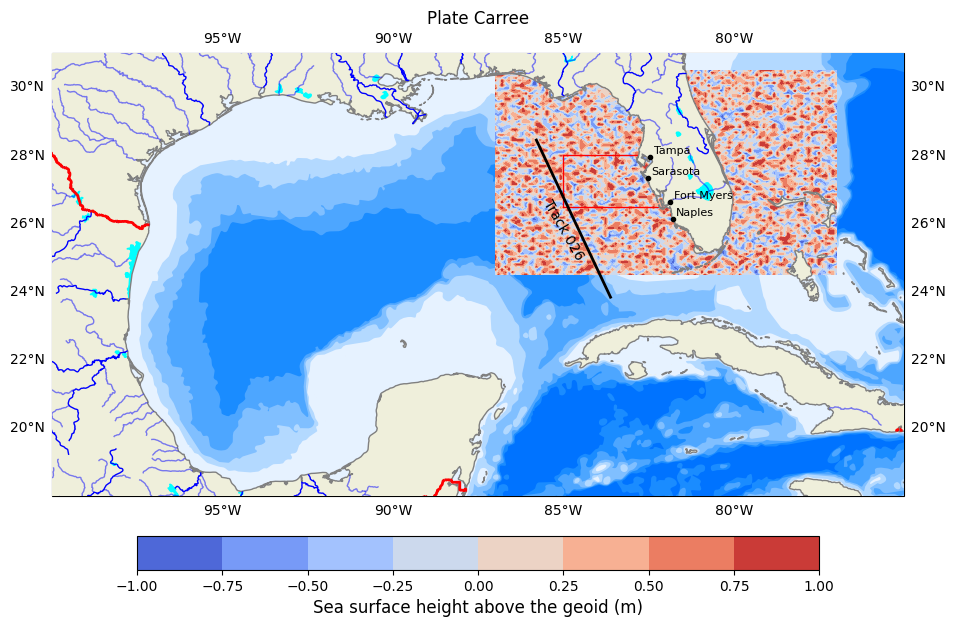 Plate Carree
95°W 90°W 85°W 80°W
30°N 30°N
28°N 28°N
Tampa
Sarasota
Fort Myers
26°N Track 026 Naples 26°N
24°N 24°N
22°N 22°N
20°N 20°N
95°W 90°W 85°W 80°W
−1.00 −0.75 −0.50 −0.25 0.00 0.25 0.50 0.75 1.00
Sea surface height above the geoid (m)